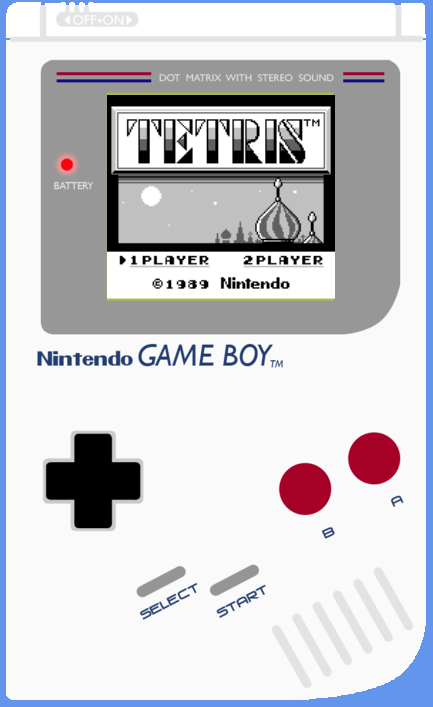 ◀OFF•ON▶
DOT MATRIX WITH STEREO SOUND
TETRIS™
BATTERY
▶1PLAYER 2PLAYER
©1989 Nintendo
Nintendo GAME BOY™
A
B
SELECT
START